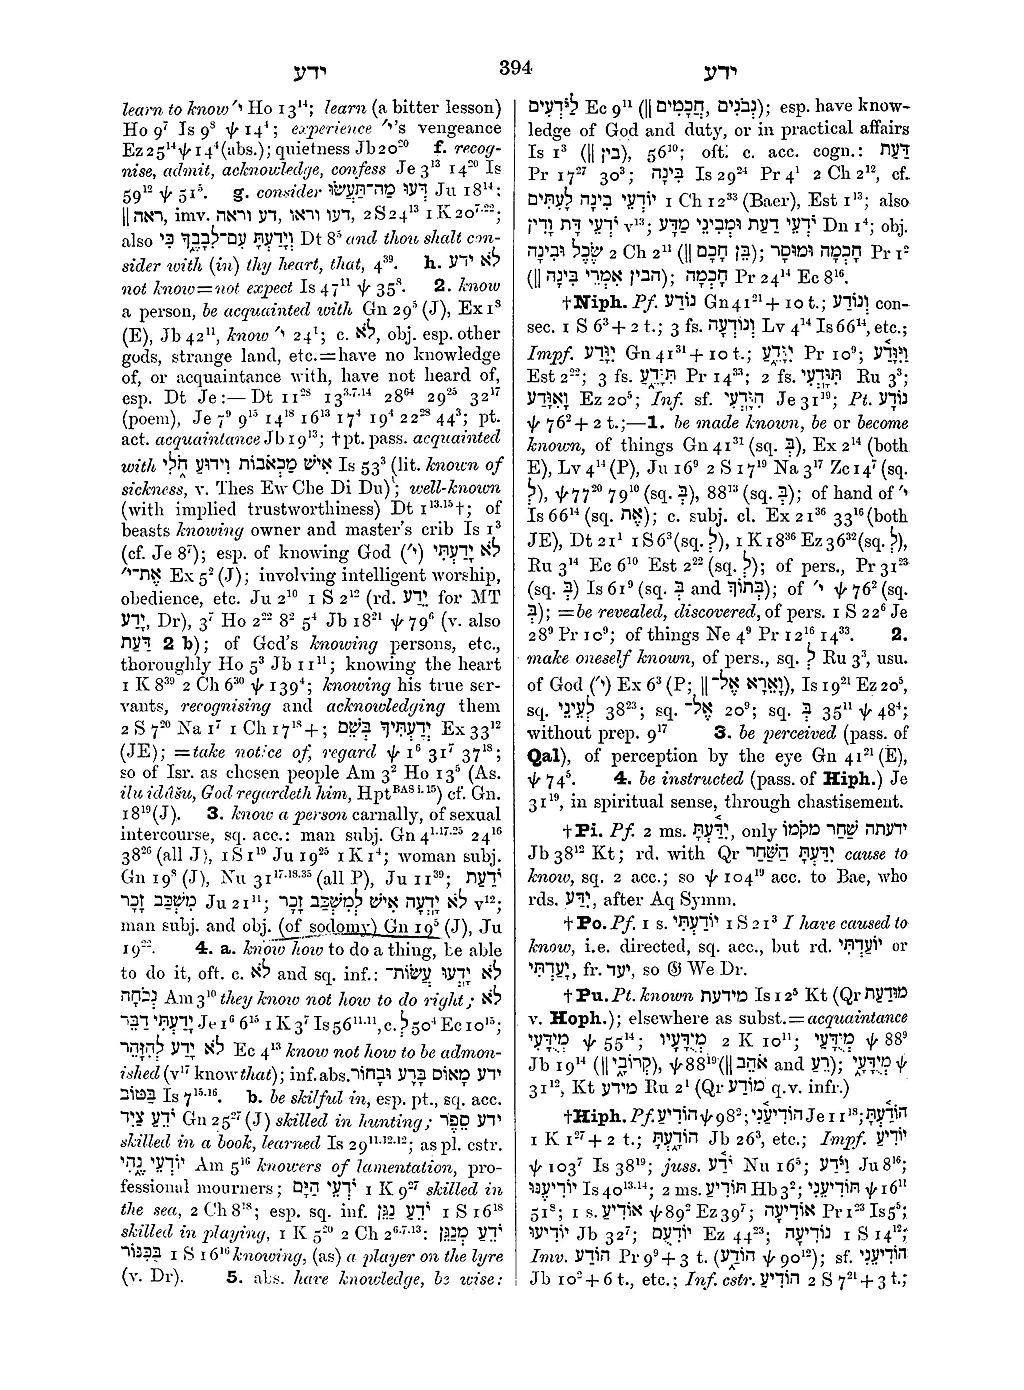 ידע 394 ידע
learn to know ׳י Ho 13¹⁴; learn (a bitter lesson)
Ho 9⁷ Is 9⁸ ψ 14⁴; experience ׳י's vengeance
Ez 25¹⁴ ψ 14⁴ (abs.); quietness Jb 20²⁰ f. recog-
nise, admit, acknowledge, confess Je 3¹³ 14²⁰ Is
59¹² ψ 51⁵. g. consider דְּעוּ מַה־תַּעֲשׂוּ Ju 18¹⁴:
‖ ראה, imv. דעו וראו, דע וראה, 2 S 24¹³ 1 K 20⁷·²²;
also וְיָדַעְתָּ עִם־לְבָבֶךָ כִּי Dt 8⁵ and thou shalt con-
sider with (in) thy heart, that, 4³⁹. h. לֹא ידע
not know = not expect Is 47¹¹ ψ 35⁸. 2. know
a person, be acquainted with Gn 29⁵ (J), Ex 1⁸
(E), Jb 42¹¹, know ׳י 24¹; c. לֹא, obj. esp. other
gods, strange land, etc. = have no knowledge
of, or acquaintance with, have not heard of,
esp. Dt Je:—Dt 11²⁸ 13³·⁷·¹⁴ 28⁶⁴ 29²⁵ 32¹⁷
(poem), Je 7⁹ 9¹⁵ 14¹⁸ 16¹³ 17⁴ 19⁴ 22²⁸ 44³; pt.
act. acquaintance Jb 19¹³; †pt. pass. acquainted
with אִישׁ מַכְאֹבוֹת וִידוּעַ חֹלִי Is 53³ (lit. known of
sickness, v. Thes Ew Che Di Du); well-known
(with implied trustworthiness) Dt 1¹³·¹⁵†; of
beasts knowing owner and master's crib Is 1³
(cf. Je 8⁷); esp. of knowing God (׳י) לֹא יָדַעְתִּי
אֶת־י׳ Ex 5² (J); involving intelligent worship,
obedience, etc. Ju 2¹⁰ 1 S 2¹² (rd. יָדַע for MT
יָדַע, Dr), 3⁷ Ho 2²² 8² 5⁴ Jb 18²¹ ψ 79⁶ (v. also
דַּעַת 2 b); of God's knowing persons, etc.,
thoroughly Ho 5³ Jb 11¹¹; knowing the heart
1 K 8³⁹ 2 Ch 6³⁰ ψ 139⁴; knowing his true ser-
vants, recognising and acknowledging them
2 S 7²⁰ Na 1⁷ 1 Ch 17¹⁸+; יְדַעְתִּיךָ בְשֵׁם Ex 33¹²
(JE); = take notice of, regard ψ 1⁶ 31⁷ 37¹⁸;
so of Isr. as chosen people Am 3² Ho 13⁵ (As.
ilu idûšu, God regardeth him, Hpt BAS i. 15) cf. Gn.
18¹⁹ (J). 3. know a person carnally, of sexual
intercourse, sq. acc.: man subj. Gn 4¹·¹⁷·²⁵ 24¹⁶
38²⁶ (all J), 1 S 1¹⁹ Ju 19²⁵ 1 K 1⁴; woman subj.
Gn 19⁸ (J), Nu 31¹⁷·¹⁸·³⁵ (all P), Ju 11³⁹; יֹדַעַת
מִשְׁכַּב זָכָר Ju 21¹¹; לֹא יָדְעָה אִישׁ לְמִשְׁכַּב זָכָר v¹²;
man subj. and obj. (of sodomy) Gn 19⁵ (J), Ju
19²². 4. a. know how to do a thing, be able
to do it, oft. c. לֹא and sq. inf.: לֹא יָדְעוּ עֲשׂוֹת־
נְכֹחָה Am 3¹⁰ they know not how to do right; לֹא
יָדַעְתִּי דַּבֵּר Je 1⁶ 6¹⁵ 1 K 3⁷ Is 56¹¹·¹¹, c. לְ 50⁴ Ec 10¹⁵;
לֹא יָדַע לְהִזָּהֵר Ec 4¹³ know not how to be admon-
ished (v¹⁷ know that); inf. abs. ידע מָאוֹס בָּרָע וּבָחוֹר
בַּטּוֹב Is 7¹⁵·¹⁶. b. be skilful in, esp. pt., sq. acc.
יֹדֵעַ צַיִד Gn 25²⁷ (J) skilled in hunting; ידע סֵפֶר
skilled in a book, learned Is 29¹¹·¹²·¹²; as pl. cstr.
יוֹדְעֵי נֶהִי Am 5¹⁶ knowers of lamentation, pro-
fessional mourners; יֹדְעֵי הַיָּם 1 K 9²⁷ skilled in
the sea, 2 Ch 8¹⁸; esp. sq. inf. יֹדֵעַ נַגֵּן 1 S 16¹⁸
skilled in playing, 1 K 5²⁰ 2 Ch 2⁶·⁷·¹³: יֹדֵעַ מְנַגֵּן
בַּכִּנּוֹר 1 S 16¹⁶ knowing, (as) a player on the lyre
(v. Dr). 5. abs. have knowledge, be wise:
לַיֹּדְעִים Ec 9¹¹ (‖ נְבֹנִים, חֲכָמִים); esp. have know-
ledge of God and duty, or in practical affairs
Is 1³ (‖ בין), 56¹⁰; oft. c. acc. cogn.: דַּעַת
Pr 17²⁷ 30³; בִּינָה Is 29²⁴ Pr 4¹ 2 Ch 2¹², cf.
יוֹדְעֵי בִינָה לָעִתִּים 1 Ch 12³³ (Baer), Est 1¹³; also
יֹדְעֵי דָּת וָדִין v¹³; יֹדְעֵי דַעַת וּמְבִינֵי מַדָּע Dn 1⁴; obj.
שֵׂכֶל וּבִינָה 2 Ch 2¹¹ (‖ בֵּן חָכָם); חָכְמָה וּמוּסָר Pr 1²
(‖ הבין אִמְרֵי בִינָה); חָכְמָה Pr 24¹⁴ Ec 8¹⁶.
†Niph. Pf. נוֹדַע Gn 41²¹ + 10 t.; וְנוֹדַע con-
sec. 1 S 6³ + 2 t.; 3 fs. וְנוֹדְעָה Lv 4¹⁴ Is 66¹⁴, etc.;
Impf. יִוָּדַע Gn 41³¹ + 10 t.; יִוָּדֵעַ Pr 10⁹; וַיִּוָּדַע
Est 2²²; 3 fs. תִּוָּדֵעַ Pr 14³³; 2 fs. תִּוָּדְעִי Ru 3³;
וָאִוָּדַע Ez 20⁵; Inf. sf. הִוָּדְעִי Je 31¹⁹; Pt. נוֹדָע
ψ 76² + 2 t.;—1. be made known, be or become
known, of things Gn 41³¹ (sq. בְּ), Ex 2¹⁴ (both
E), Lv 4¹⁴ (P), Ju 16⁹ 2 S 17¹⁹ Na 3¹⁷ Zc 14⁷ (sq.
לְ), ψ 77²⁰ 79¹⁰ (sq. בְּ), 88¹³ (sq. בְּ); of hand of ׳י
Is 66¹⁴ (sq. אֶת); c. subj. cl. Ex 21³⁶ 33¹⁶ (both
JE), Dt 21¹ 1 S 6³ (sq. לְ), 1 K 18³⁶ Ez 36³² (sq. לְ),
Ru 3¹⁴ Ec 6¹⁰ Est 2²² (sq. לְ); of pers., Pr 31²³
(sq. בְּ) Is 61⁹ (sq. בְּ and בְּתוֹךְ); of ׳י ψ 76² (sq.
בְּ); = be revealed, discovered, of pers. 1 S 22⁶ Je
28⁹ Pr 10⁹; of things Ne 4⁹ Pr 12¹⁶ 14³³. 2.
make oneself known, of pers., sq. לְ Ru 3³, usu.
of God (׳י) Ex 6³ (P; ‖ וָאֵרָא אֶל־), Is 19²¹ Ez 20⁵,
sq. לְעֵינֵי 38²³; sq. אֶל־ 20⁹; sq. בְּ 35¹¹ ψ 48⁴;
without prep. 9¹⁷ 3. be perceived (pass. of
Qal), of perception by the eye Gn 41²¹ (E),
ψ 74⁵. 4. be instructed (pass. of Hiph.) Je
31¹⁹, in spiritual sense, through chastisement.
†Pi. Pf. 2 ms. יִדַּעְתָּ, only ידעתה שַׁחַר מקמו
Jb 38¹² Kt; rd. with Qr יִדַּעְתָּ הַשַּׁחַר cause to
know, sq. 2 acc.; so ψ 104¹⁹ acc. to Bae, who
rds. יִדַּע, after Aq Symm.
†Po. Pf. 1 s. יוֹדַעְתִּי 1 S 21³ I have caused to
know, i.e. directed, sq. acc., but rd. יוֹעַדְתִּי or
יָעַדְתִּי, fr. יעד, so 𝔊 We Dr.
†Pu. Pt. known מידעת Is 12⁵ Kt (Qr מוּדַעַת
v. Hoph.); elsewhere as subst. = acquaintance
מְיֻדָּעִי ψ 55¹⁴; מְיֻדָּעָיו 2 K 10¹¹; מְיֻדָּעַי ψ 88⁹
Jb 19¹⁴ (‖ קְרוֹבַי), ψ 88¹⁹ (‖ אֹהֵב and רֵעַ); מְיֻדָּעָי ψ
31¹², Kt מידע Ru 2¹ (Qr מוֹדַע q.v. infr.)
†Hiph. Pf. הוֹדִיעַ ψ 98²; הוֹדִיעַנִי Je 11¹⁸; הוֹדַעְתָּ
1 K 1²⁷ + 2 t.; הוֹדָעְתָּ Jb 26³, etc.; Impf. יוֹדִיעַ
ψ 103⁷ Is 38¹⁹; juss. יֹדַע Nu 16⁵; וַיֹּדַע Ju 8¹⁶;
יוֹדִיעֶנּוּ Is 40¹³·¹⁴; 2 ms. תּוֹדִיעַ Hb 3²; תּוֹדִיעֵנִי ψ 16¹¹
51⁸; 1 s. אוֹדִיעַ ψ 89² Ez 39⁷; אוֹדִיעָה Pr 1²³ Is 5⁵;
יוֹדִיעוּ Jb 32⁷; יוֹדִעֻם Ez 44²³; נוֹדִיעָה 1 S 14¹²;
Imv. הוֹדַע Pr 9⁹ + 3 t. (הוֹדַע ψ 90¹²); sf. הוֹדִיעֵנִי
Jb 10² + 6 t., etc.; Inf. cstr. הוֹדִיעַ 2 S 7²¹ + 3 t.;